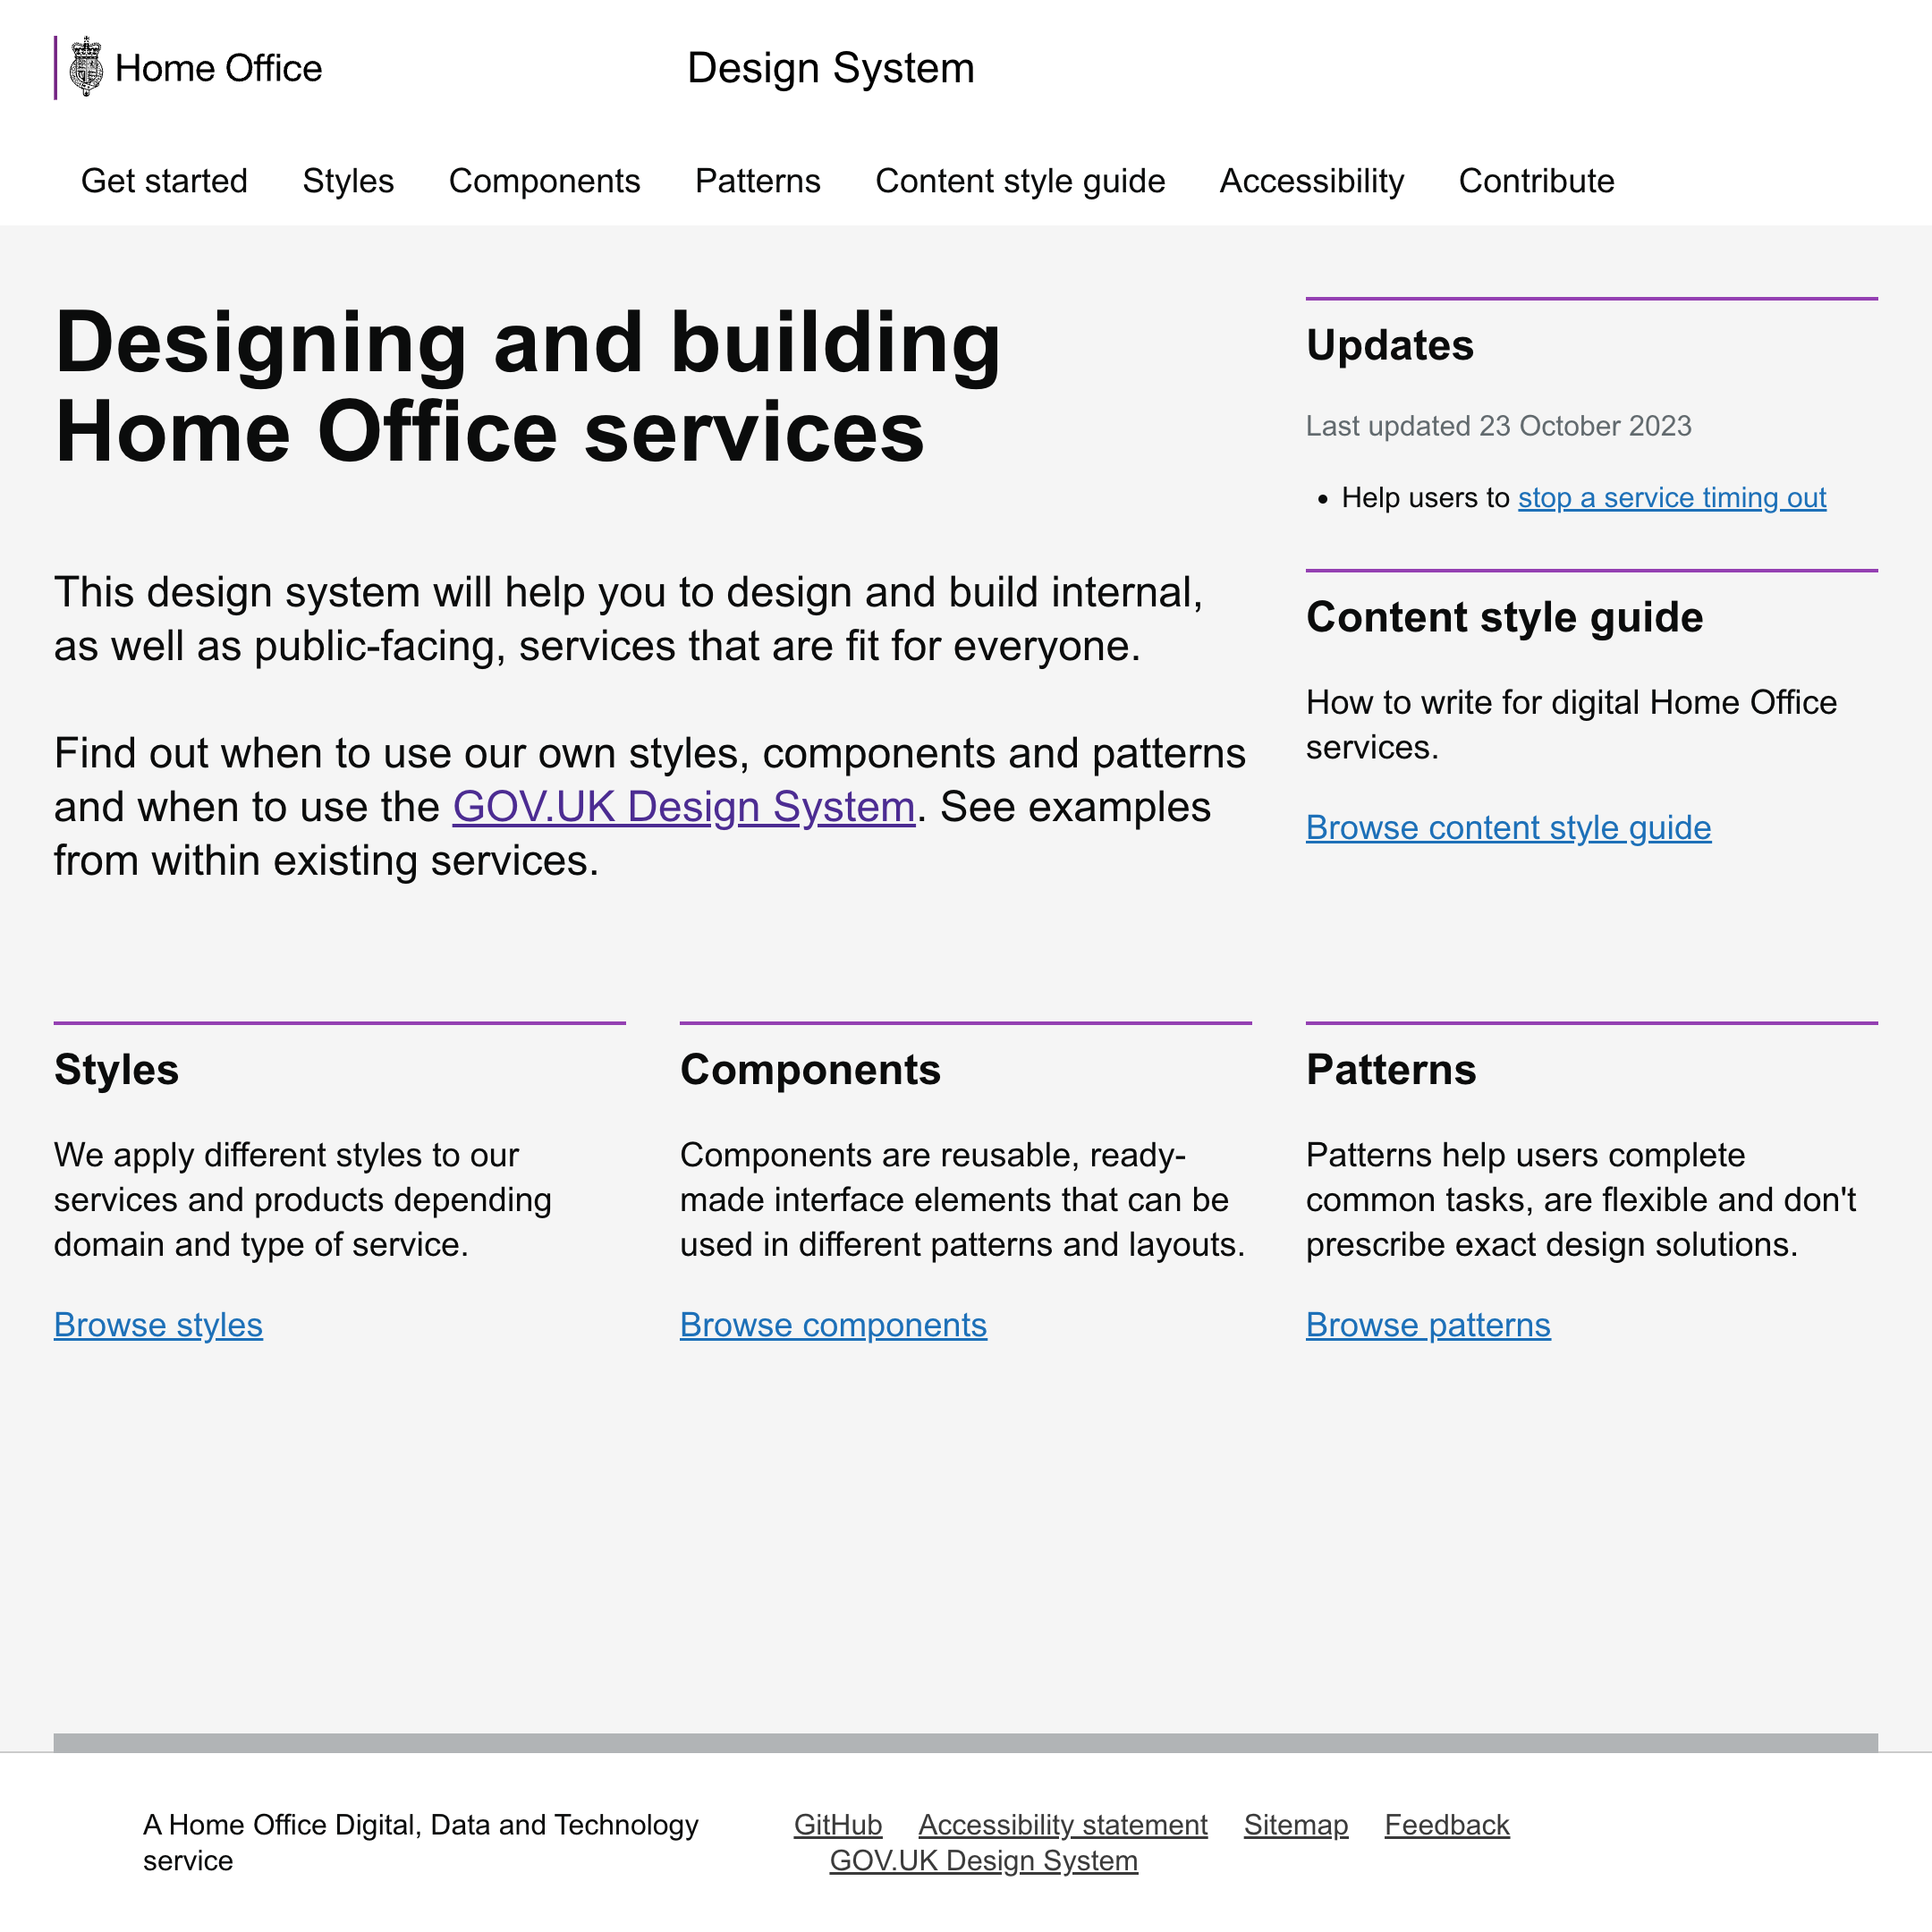 Home Office
Design System
Get started
Styles
Components
Patterns
Content style guide
Accessibility
Contribute
Designing and building
Home Office services
This design system will help you to design and build internal,
as well as public-facing, services that are fit for everyone.
Find out when to use our own styles, components and patterns
and when to use the GOV.UK Design System. See examples
from within existing services.
Updates
Last updated 23 October 2023
• Help users to stop a service timing out
Content style guide
How to write for digital Home Office
services.
Browse content style guide
Styles
We apply different styles to our
services and products depending
domain and type of service.
Browse styles
Components
Components are reusable, ready-
made interface elements that can be
used in different patterns and layouts.
Browse components
Patterns
Patterns help users complete
common tasks, are flexible and don't
prescribe exact design solutions.
Browse patterns
A Home Office Digital, Data and Technology
service
GitHub
Accessibility statement
Sitemap
Feedback
GOV.UK Design System